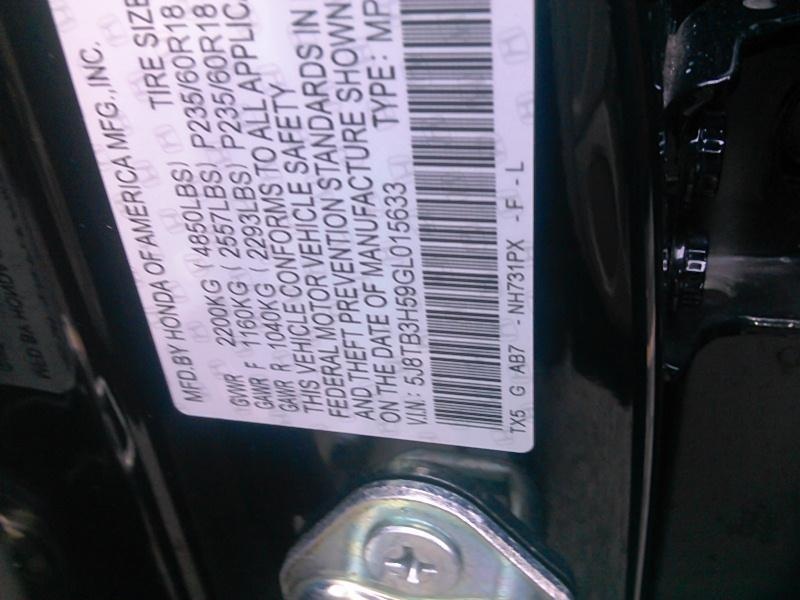 MFD.BY HONDA OF AMERICA MFG., INC. TIRE SIZE
GVWR 2200KG ( 4850LBS) P235/60R18
GAWR F 1160KG ( 2557LBS) P235/60R18
GAWR R 1040KG ( 2293LBS) P235/60R18
THIS VEHICLE CONFORMS TO ALL APPLIC
FEDERAL MOTOR VEHICLE SAFETY
AND THEFT PREVENTION STANDARDS IN
ON THE DATE OF MANUFACTURE SHOWN
V.I.N.: 5J8TB3H59GL015633 TYPE: MP
TX5 G AB7 - NH731PX - F - L